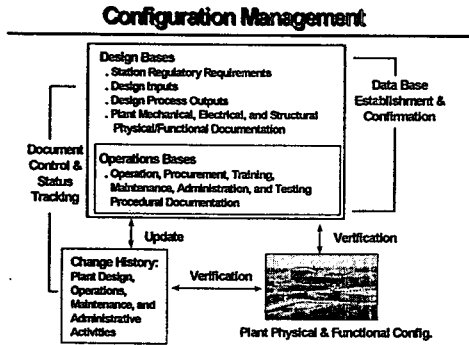 Configuration Management
Design Bases
. Station Regulatory Requirements
. Design Inputs
. Design Process Outputs
. Plant Mechanical, Electrical, and Structural
Physical/Functional Documentation
Operations Bases
. Operation, Procurement, Training,
Maintenance, Administration, and Testing
Procedural Documentation
Data Base
Establishment &
Confirmation
Document
Control &
Status
Tracking
Update
Verification
Change History:
Plant Design,
Operations,
Maintenance, and
Administrative
Activities
Verification
Plant Physical & Functional Config.